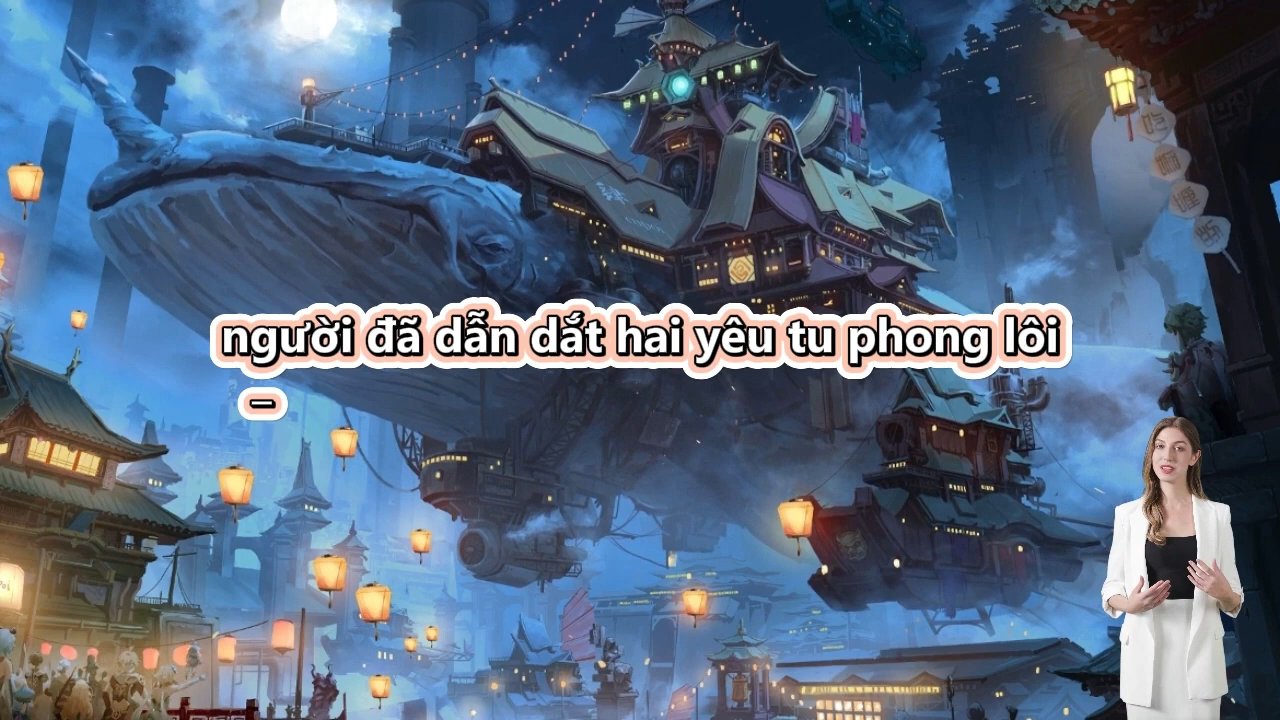 người đã dẫn dắt hai yêu tu phong lôi
–